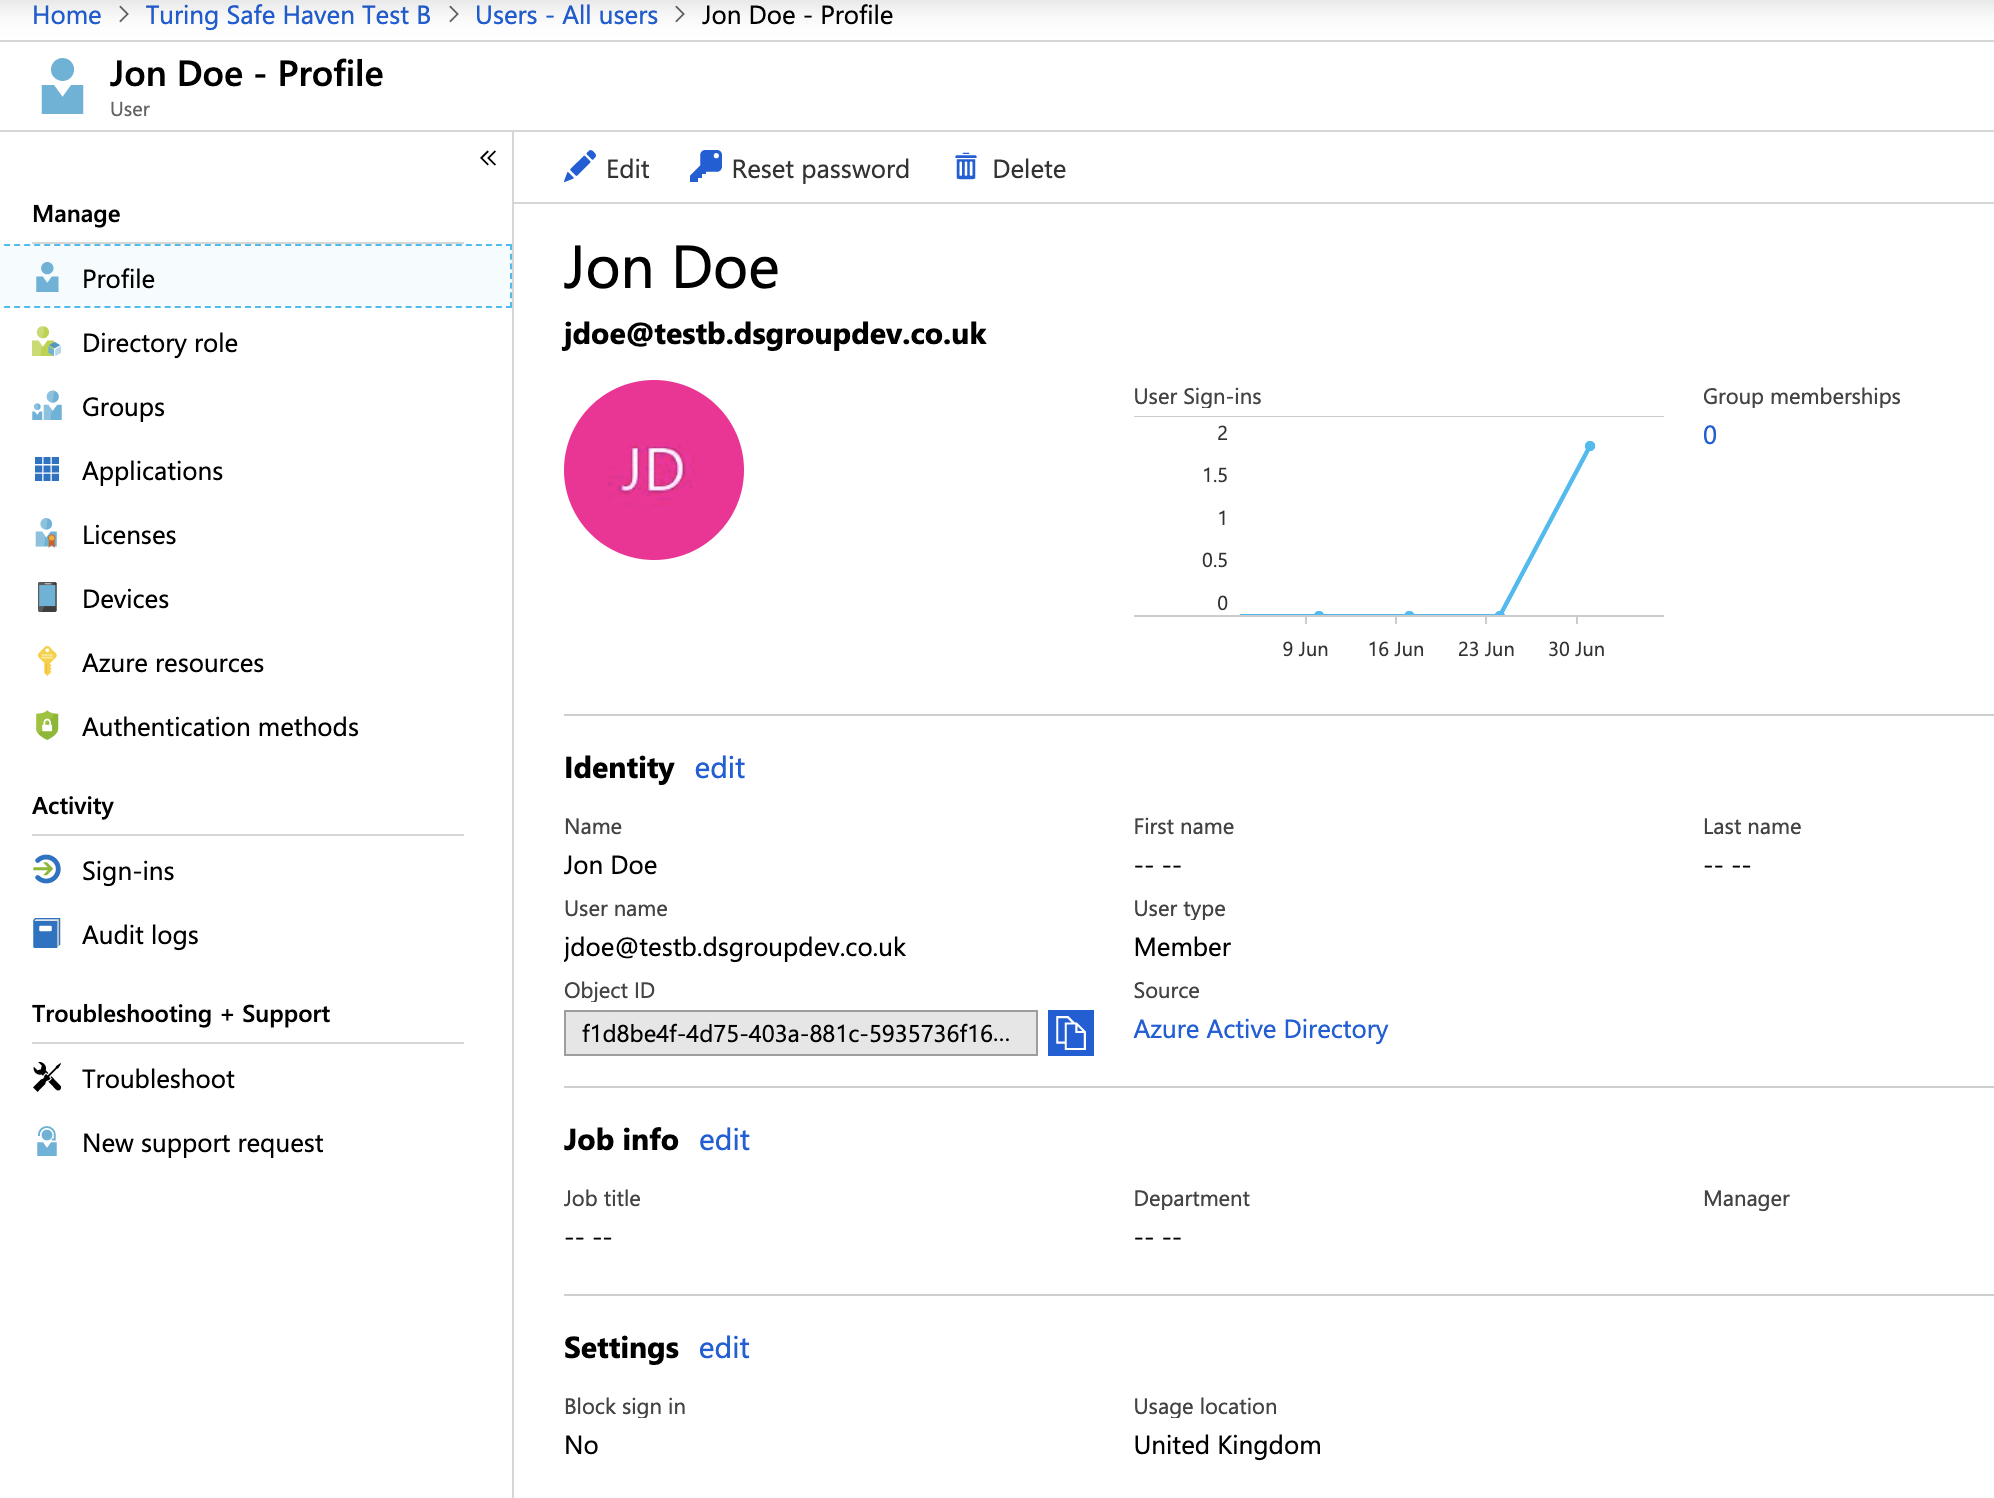 Home > Turing Safe Haven Test B > Users - All users > Jon Doe - Profile
Jon Doe - Profile
User
«
Manage
Profile
Directory role
Groups
Applications
Licenses
Devices
Azure resources
Authentication methods
Activity
Sign-ins
Audit logs
Troubleshooting + Support
Troubleshoot
New support request
Edit Reset password Delete
Jon Doe
jdoe@testb.dsgroupdev.co.uk
JD
User Sign-ins
2
1.5
1
0.5
0
9 Jun 16 Jun 23 Jun 30 Jun
Group memberships
0
Identity edit
Name First name Last name
Jon Doe -- -- -- --
User name User type
jdoe@testb.dsgroupdev.co.uk Member
Object ID Source
f1d8be4f-4d75-403a-881c-5935736f16... Azure Active Directory
Job info edit
Job title Department Manager
-- -- -- --
Settings edit
Block sign in Usage location
No United Kingdom